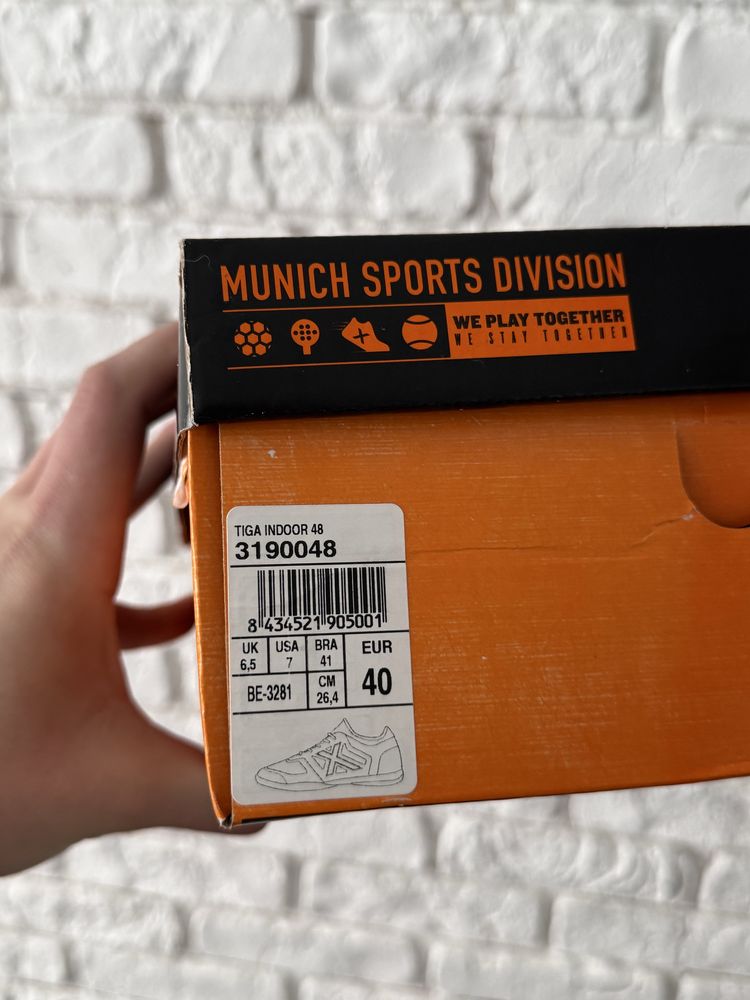 MUNICH SPORTS DIVISION
WE PLAY TOGETHER
WE STAY TOGETHER
TIGA INDOOR 48
3190048
8 434521 905001
UK USA BRA EUR
6,5 7 41 40
BE-3281 CM
26,4